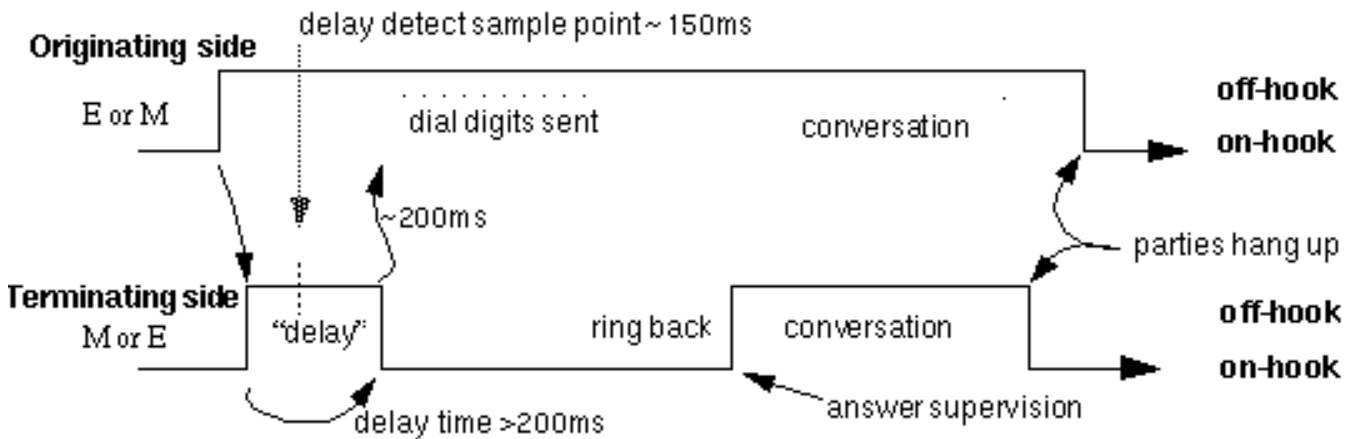 delay detect sample point~ 150ms
Originating side
E or M
off-hook
dial digits sent
conversation
on-hook
~200ms
parties hang up
Terminating side
M or E
"delay"
ring back
conversation
off-hook
on-hook
delay time >200ms
answer supervision